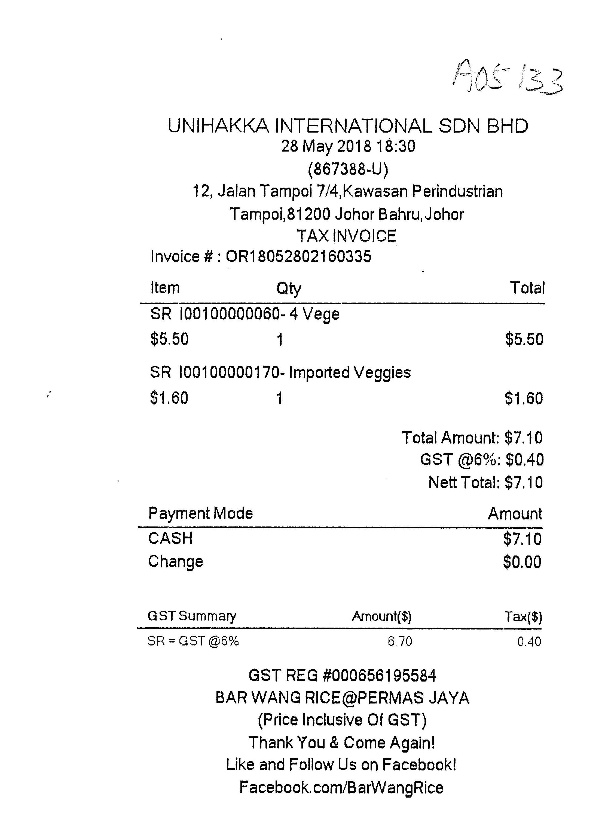 A05133
UNIHAKKA INTERNATIONAL SDN BHD
28 May 2018 18:30
(867388-U)
12, Jalan Tampoi 7/4,Kawasan Perindustrian
Tampoi,81200 Johor Bahru,Johor
TAX INVOICE
Invoice # : OR18052802160335
Item Qty Total
SR I00100000060- 4 Vege
$5.50 1 $5.50
SR I00100000170- Imported Veggies
$1.60 1 $1.60
Total Amount: $7.10
GST @6%: $0.40
Nett Total: $7.10
Payment Mode Amount
CASH $7.10
Change $0.00
GST Summary Amount($) Tax($)
SR = GST @6% 6.70 0.40
GST REG #000656195584
BAR WANG RICE@PERMAS JAYA
(Price Inclusive Of GST)
Thank You & Come Again!
Like and Follow Us on Facebook!
Facebook.com/BarWangRice